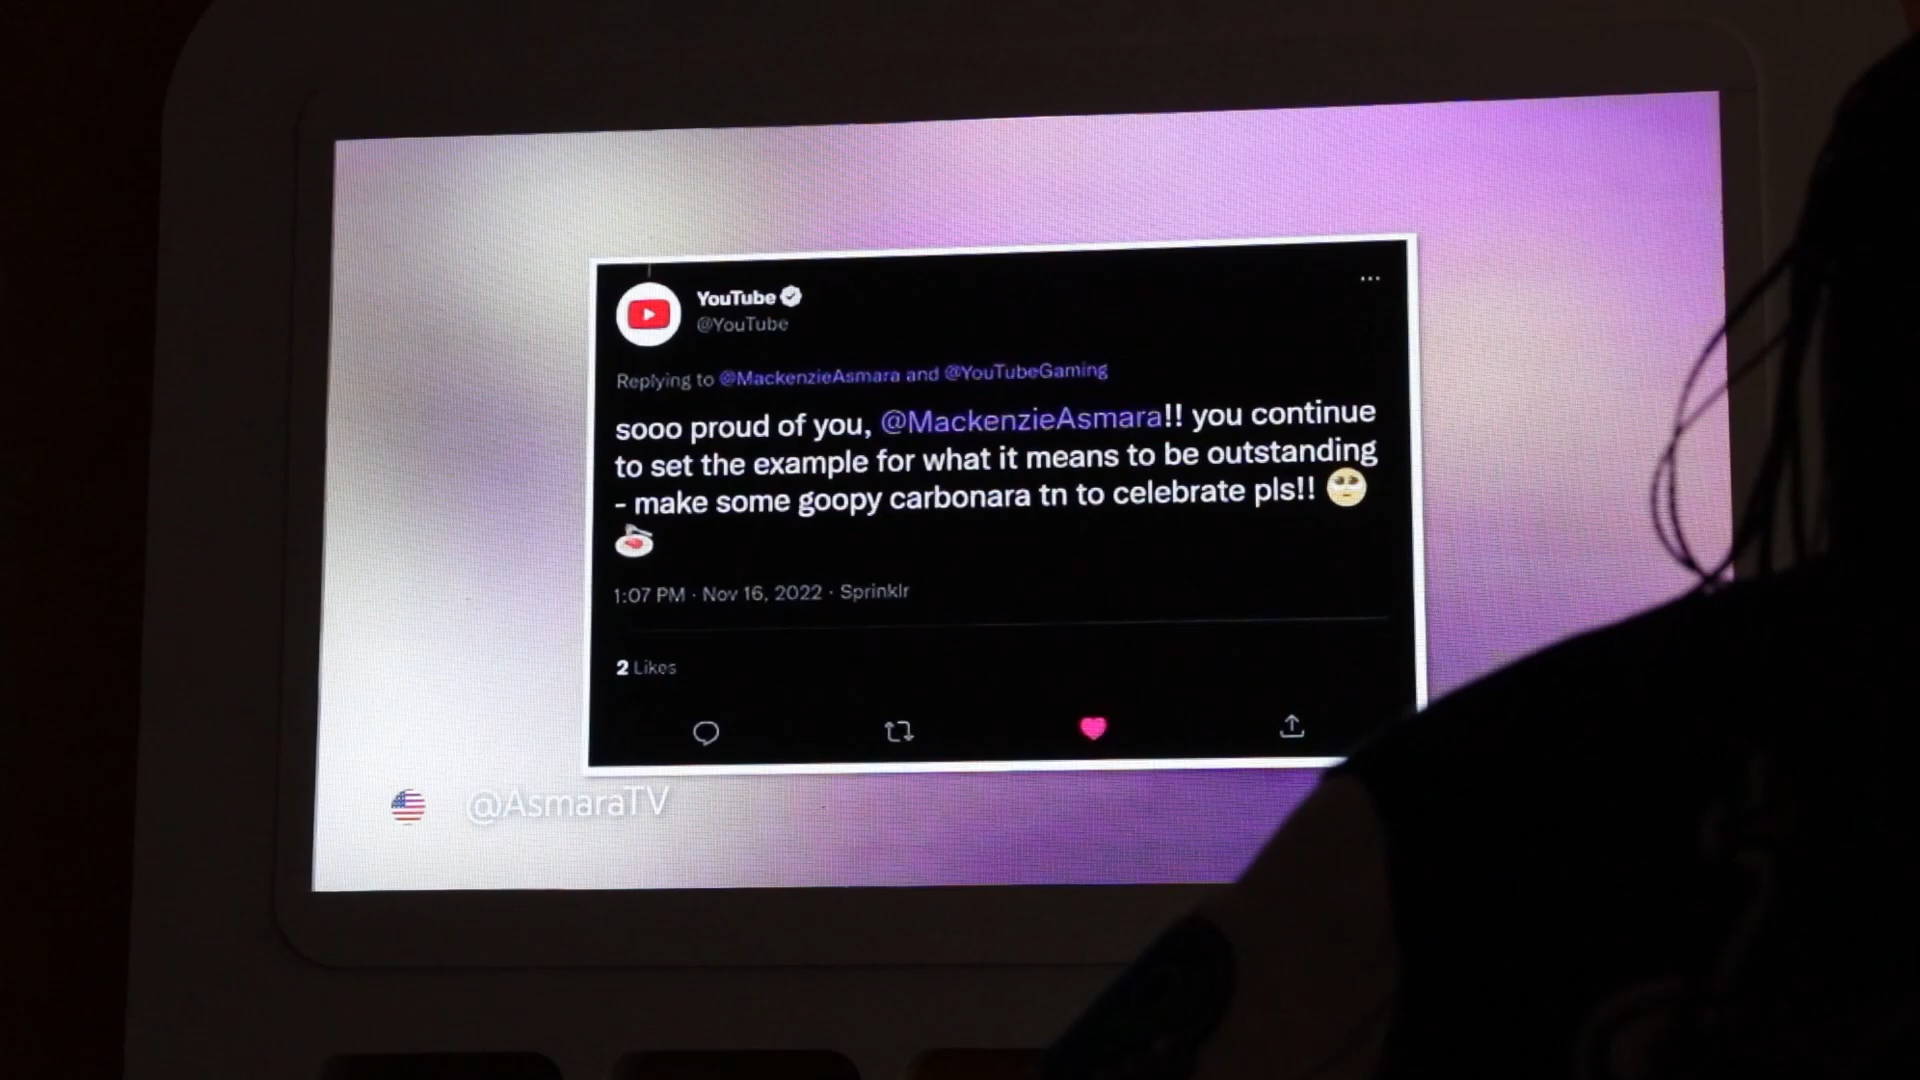 YouTube
@YouTube
...
Replying to @MackenzieAsmara and @YouTubeGaming
sooo proud of you, @MackenzieAsmara!! you continue
to set the example for what it means to be outstanding
- make some goopy carbonara tn to celebrate pls!! 🥺
🍝
1:07 PM · Nov 16, 2022 · Sprinklr
2 Likes
@AsmaraTV